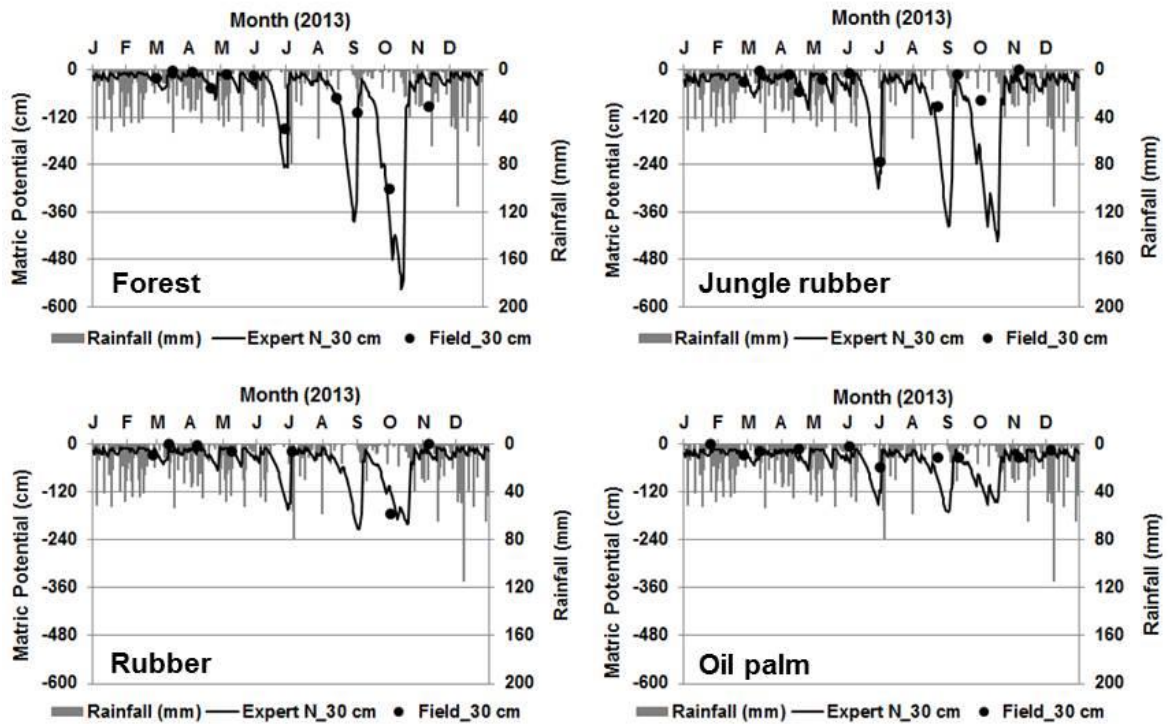 Month (2013)
J F M A M J J A S O N D
Matric Potential (cm)
0
-120
-240
-360
-480
-600
0
40
80
120
160
200
Rainfall (mm)
Forest
Rainfall (mm) Expert N_30 cm Field_30 cm
Month (2013)
J F M A M J J A S O N D
Matric Potential (cm)
0
-120
-240
-360
-480
-600
0
40
80
120
160
200
Rainfall (mm)
Jungle rubber
Rainfall (mm) Expert N_30 cm Field_30 cm
Month (2013)
J F M A M J J A S O N D
Matric Potential (cm)
0
-120
-240
-360
-480
-600
0
40
80
120
160
200
Rainfall (mm)
Rubber
Rainfall (mm) Expert N_30 cm Field_30 cm
Month (2013)
J F M A M J J A S O N D
Matric Potential (cm)
0
-120
-240
-360
-480
-600
0
40
80
120
160
200
Rainfall (mm)
Oil palm
Rainfall (mm) Expert N_30 cm Field_30 cm